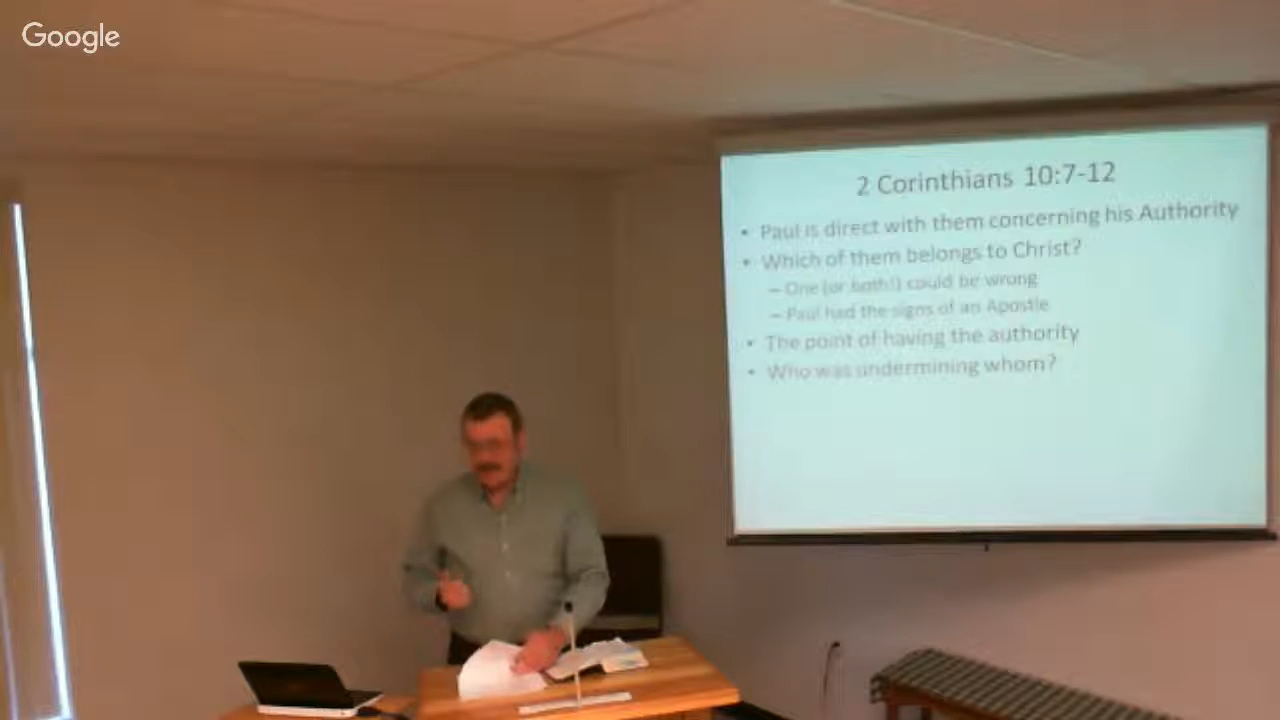 Google
2 Corinthians 10:7-12
• Paul is direct with them concerning his Authority
• Which of them belongs to Christ?
– One (or both!) could be wrong
– Paul had the signs of an Apostle
• The point of having the authority
• Who was undermining whom?